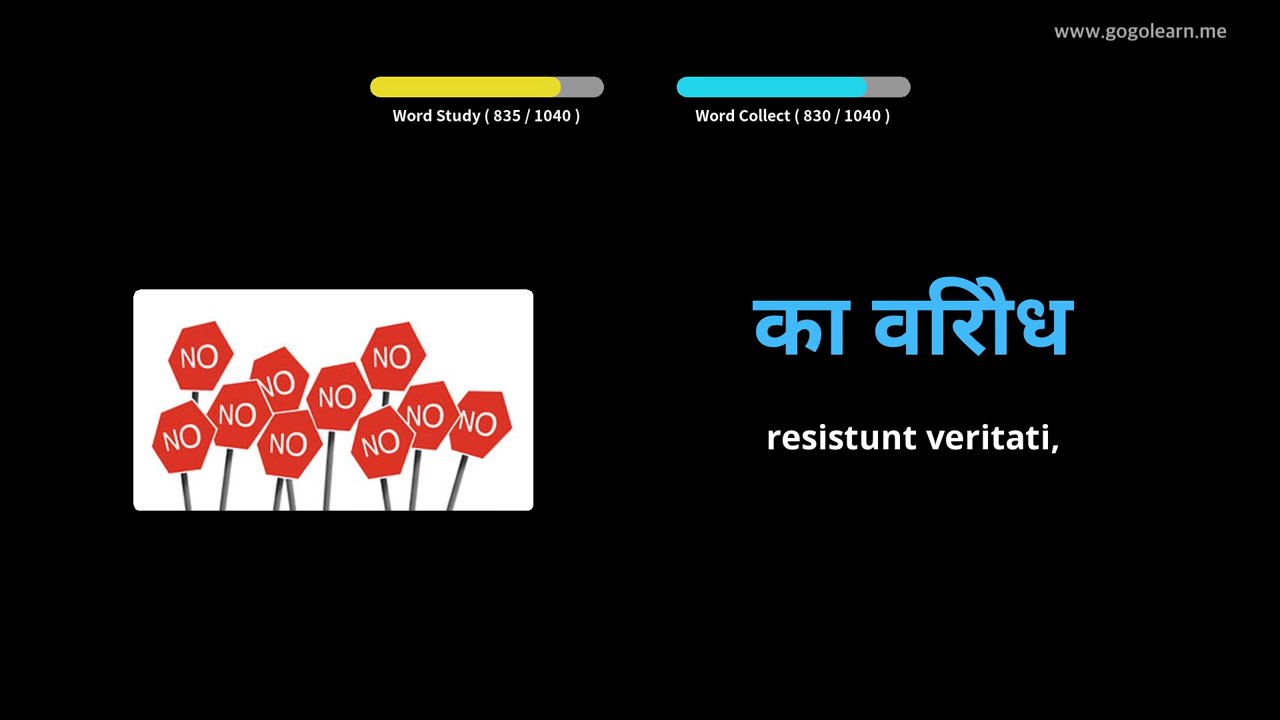 www.gogolearn.me
Word Study ( 835 / 1040 )
Word Collect ( 830 / 1040 )
NO
NO
NO
NO
NO
NO
NO
NO
NO
NO
का वरिोध
resistunt veritati,